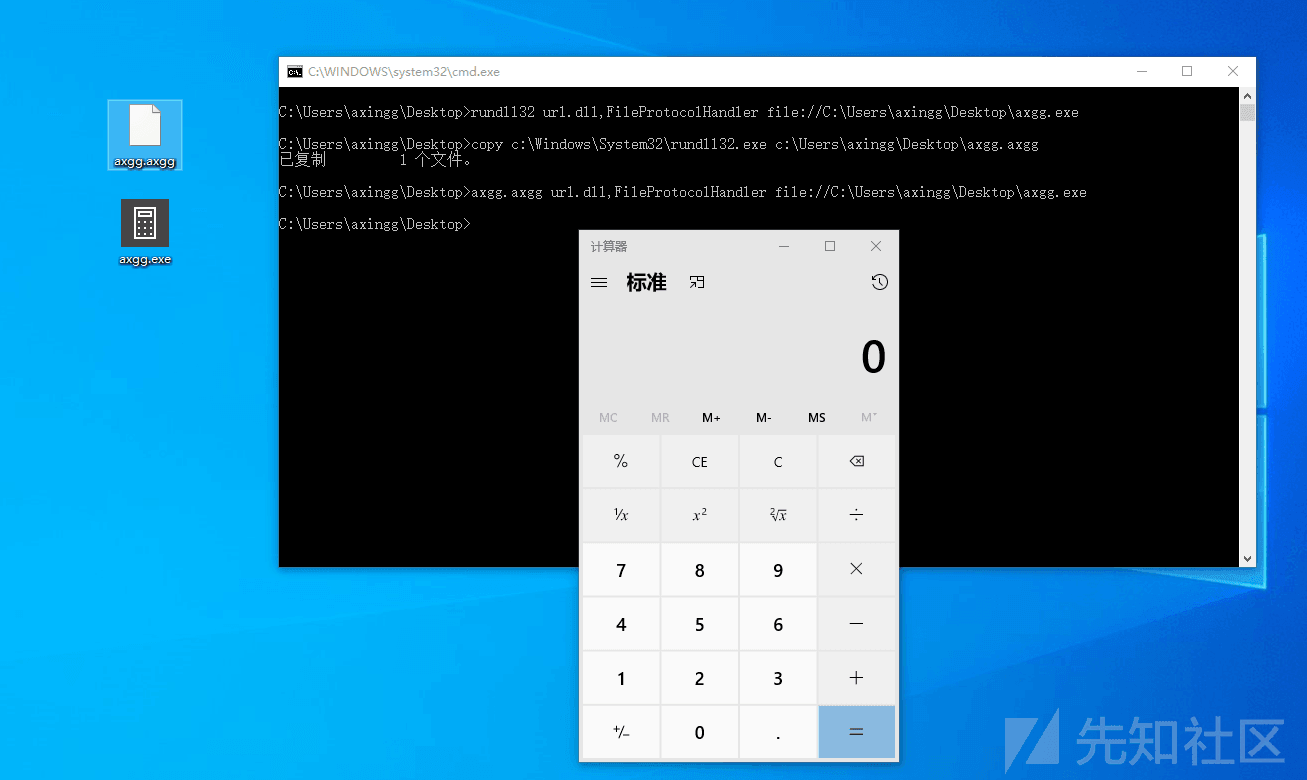 C:\WINDOWS\system32\cmd.exe
C:\Users\axingg\Desktop>rundll32 url.dll,FileProtocolHandler file://C:\Users\axingg\Desktop\axgg.exe
C:\Users\axingg\Desktop>copy c:\Windows\System32\rundll32.exe c:\Users\axingg\Desktop\axgg.axgg
已复制         1 个文件。
C:\Users\axingg\Desktop>axgg.axgg url.dll,FileProtocolHandler file://C:\Users\axingg\Desktop\axgg.exe
C:\Users\axingg\Desktop>
axgg.axgg
axgg.exe
计算器
标准
0
MC MR M+ M- MS M˅
% CE C
¹/x x² ²√x ÷
7 8 9 ×
4 5 6 −
1 2 3 +
+/− 0 . =
先知社区